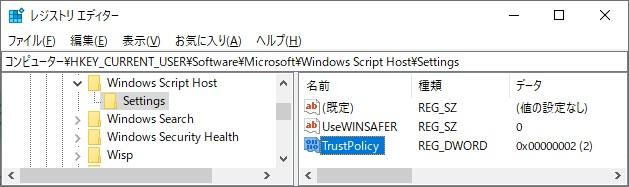 レジストリ エディター
ファイル(F) 編集(E) 表示(V) お気に入り(A) ヘルプ(H)
コンピューター¥HKEY_CURRENT_USER¥Software¥Microsoft¥Windows Script Host¥Settings
Windows Script Host
Settings
Windows Search
Windows Security Health
Wisp
名前 種類 データ
(既定) REG_SZ (値の設定なし)
UseWINSAFER REG_SZ 0
TrustPolicy REG_DWORD 0x00000002 (2)